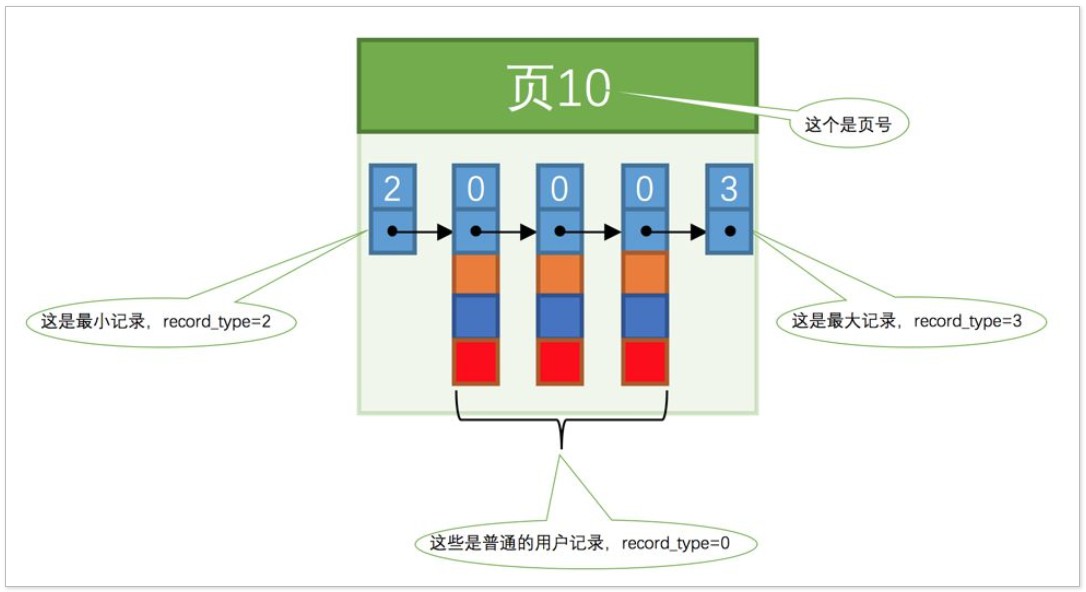 页10
这个是页号
2 0 0 0 3
这是最小记录，record_type=2
这是最大记录，record_type=3
这些是普通的用户记录，record_type=0